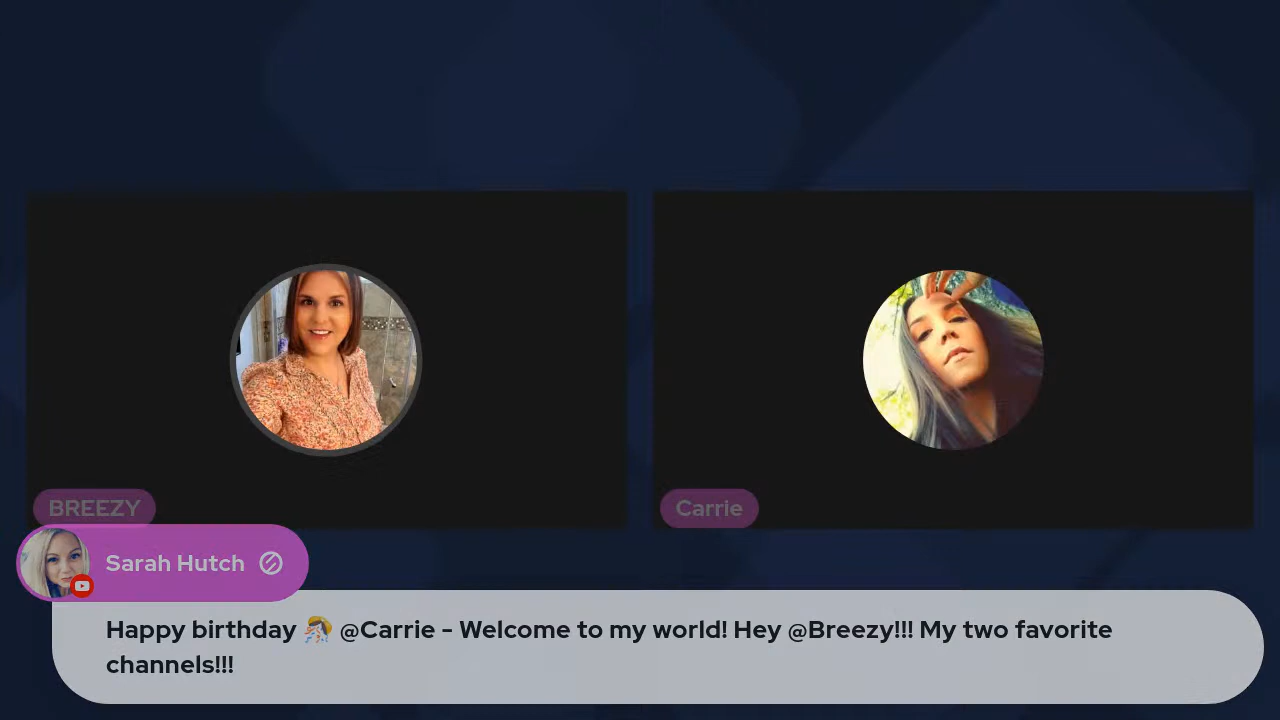 BREEZY
Carrie
Sarah Hutch
Happy birthday 🎊 @Carrie - Welcome to my world! Hey @Breezy!!! My two favorite
channels!!!